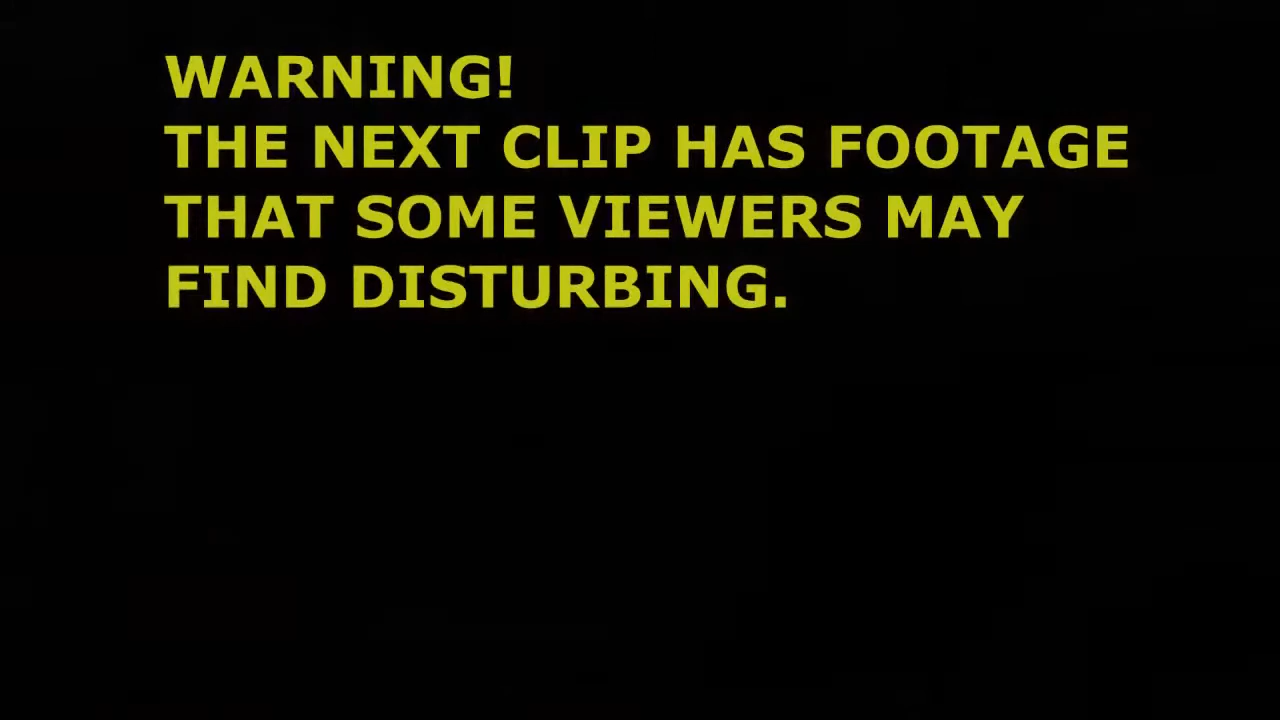 WARNING!
THE NEXT CLIP HAS FOOTAGE
THAT SOME VIEWERS MAY
FIND DISTURBING.